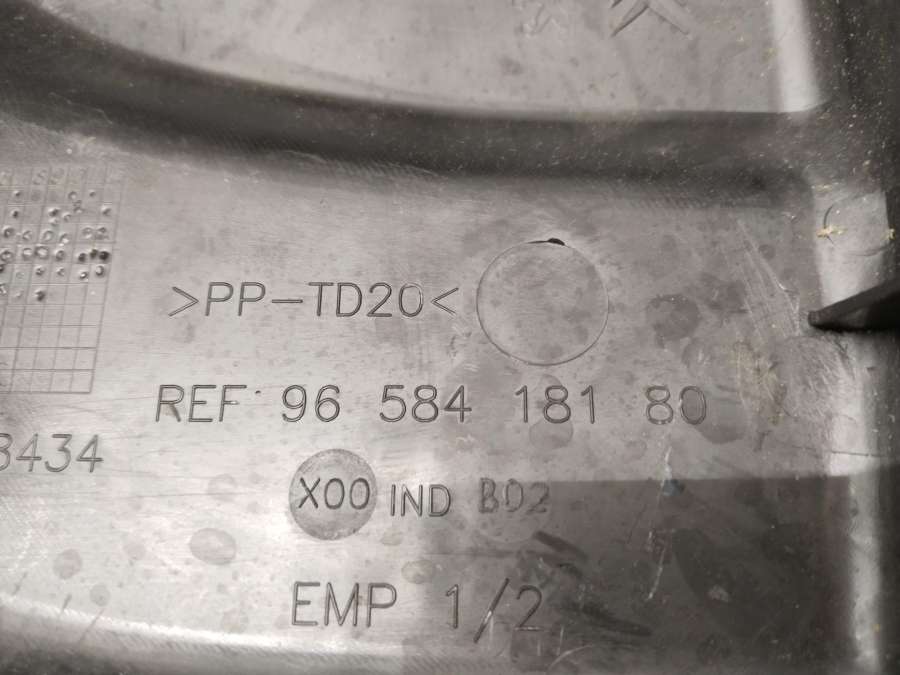 >PP-TD20<
REF 96 584 181 80
3434
X00 IND B02
EMP 1/2